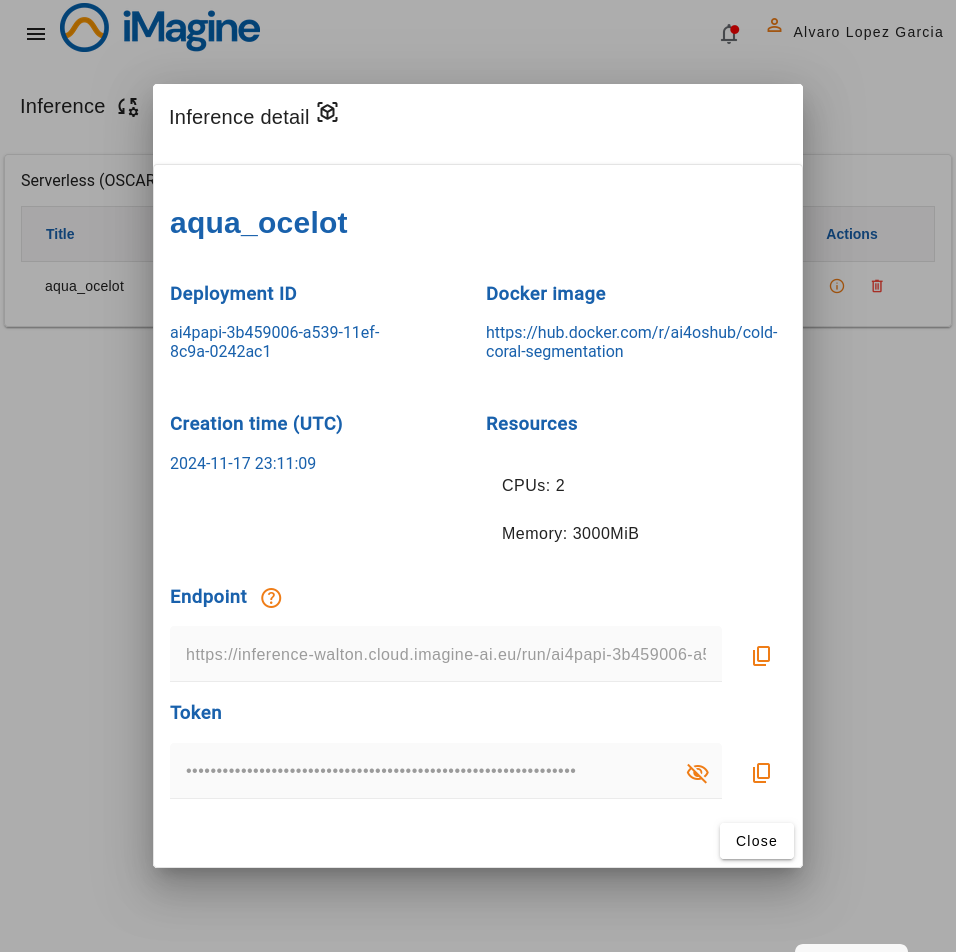 iMagine
Alvaro Lopez Garcia
Inference
Inference detail
Serverless (OSCAR
aqua_ocelot
Title
Actions
aqua_ocelot
Deployment ID
Docker image
ai4papi-3b459006-a539-11ef-
8c9a-0242ac1
https://hub.docker.com/r/ai4oshub/cold-
coral-segmentation
Creation time (UTC)
Resources
2024-11-17 23:11:09
CPUs: 2
Memory: 3000MiB
Endpoint
https://inference-walton.cloud.imagine-ai.eu/run/ai4papi-3b459006-a5
Token
••••••••••••••••••••••••••••••••••••••••••••••••••••••••••••••••
Close